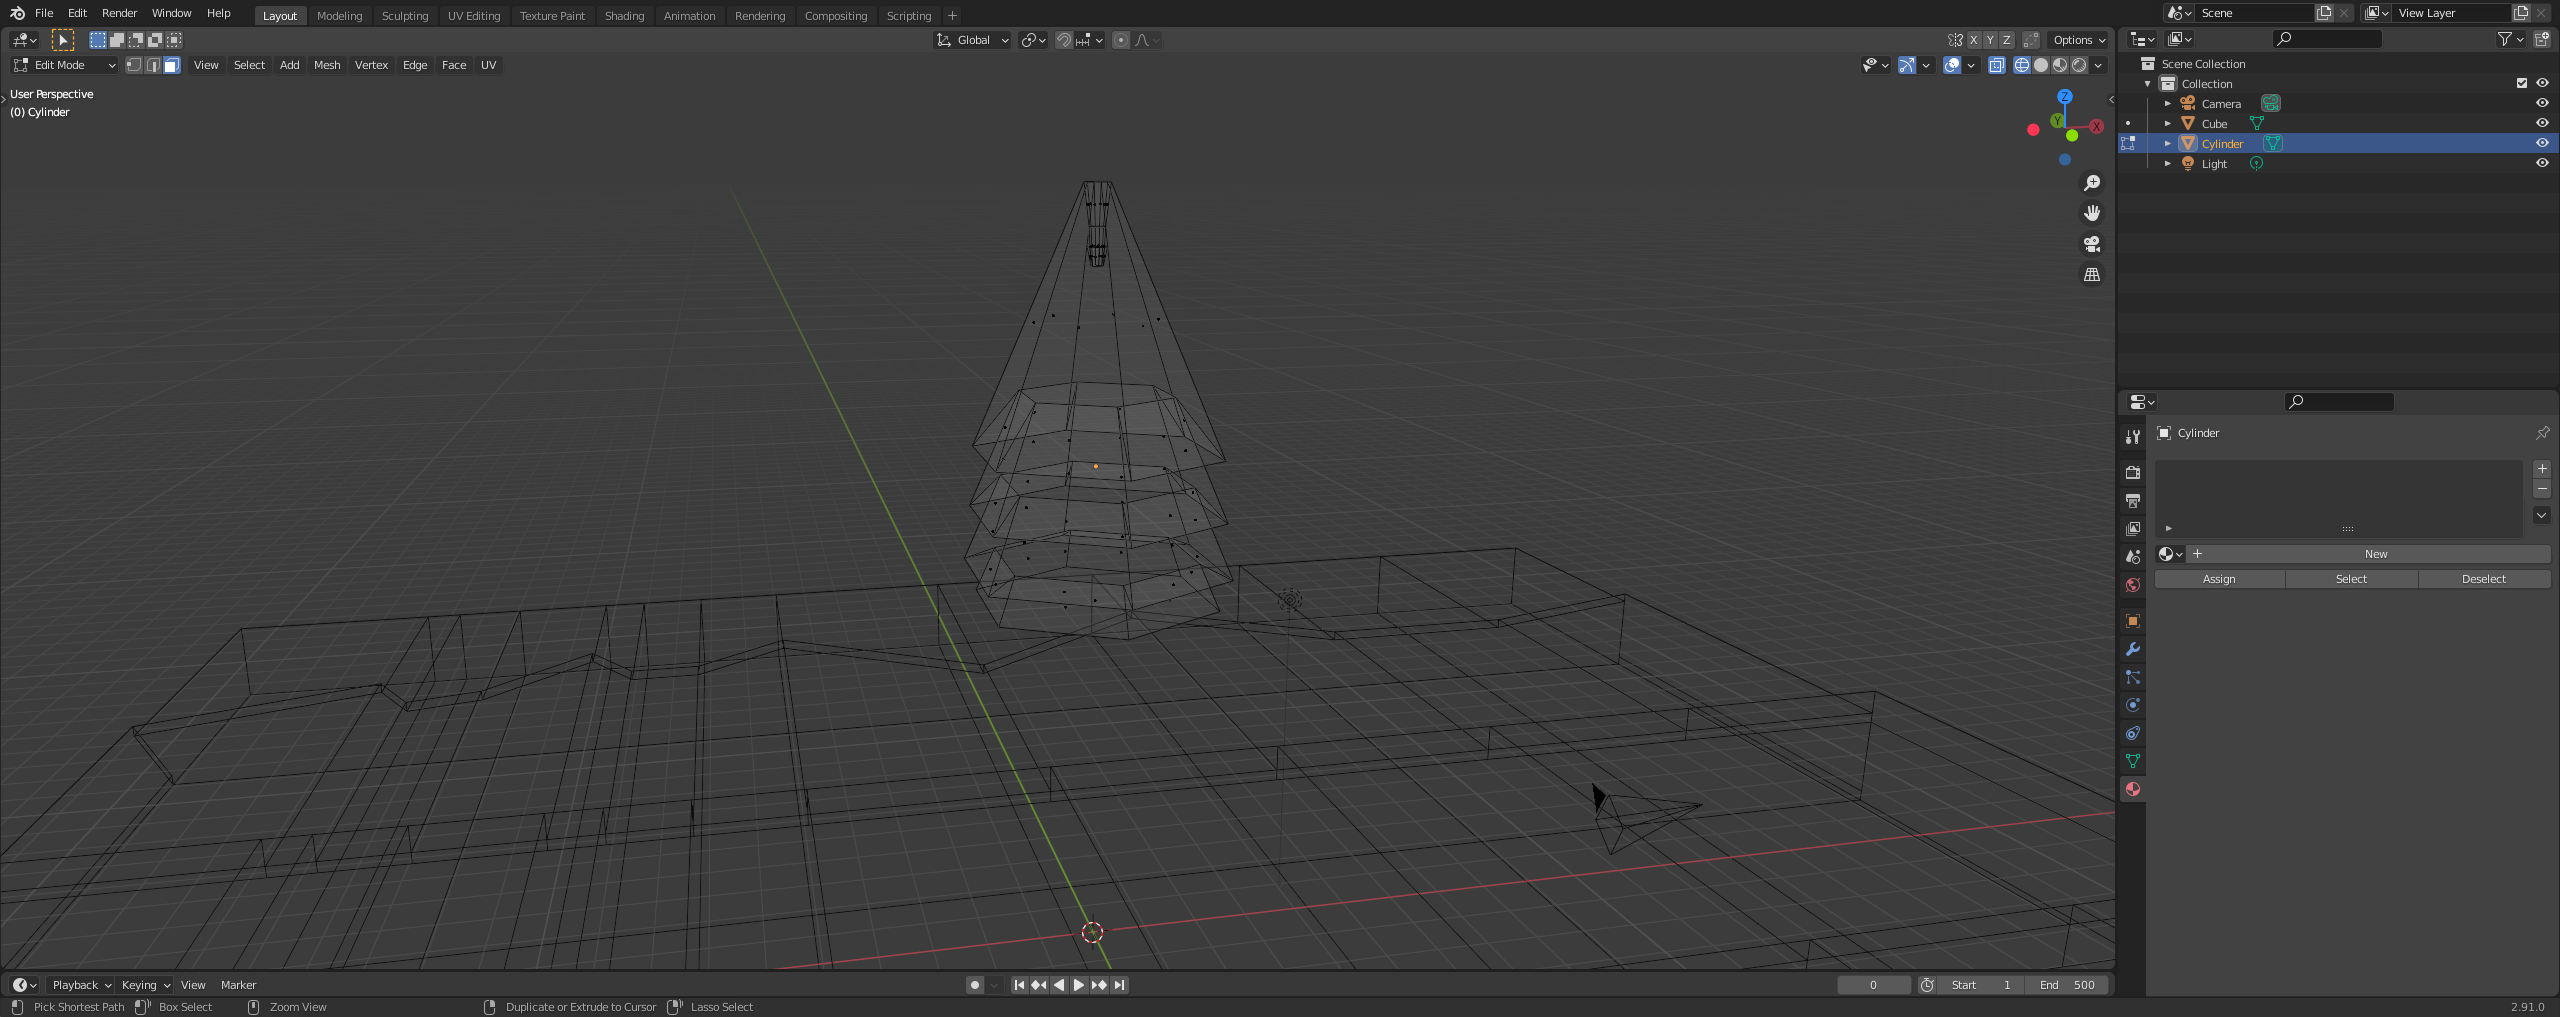 File Edit Render Window Help Layout Modeling Sculpting UV Editing Texture Paint Shading Animation Rendering Compositing Scripting + Scene View Layer
Global X Y Z Options
Edit Mode View Select Add Mesh Vertex Edge Face UV
User Perspective
(0) Cylinder
Z
Y X
Scene Collection
Collection
Camera
Cube
Cylinder
Light
Cylinder
New
Assign Select Deselect
Playback Keying View Marker 0 Start 1 End 500
Pick Shortest Path Box Select Zoom View Duplicate or Extrude to Cursor Lasso Select 2.91.0